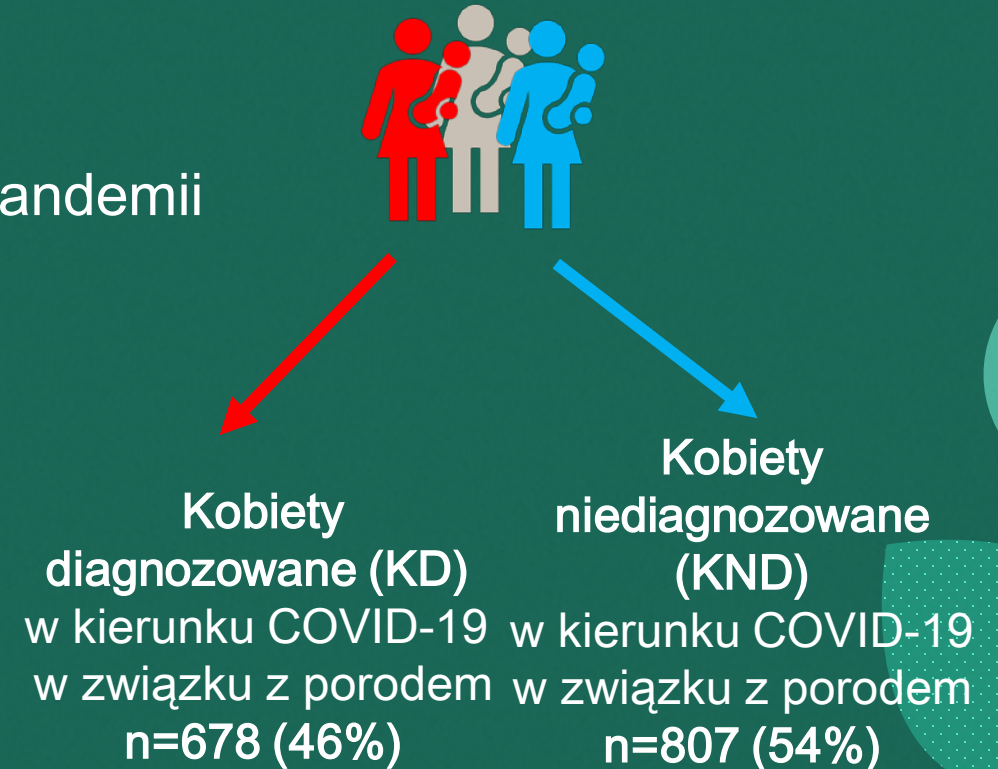 andemii
Kobiety
diagnozowane (KD)
w kierunku COVID-19
w związku z porodem
n=678 (46%)
Kobiety
niediagnozowane
(KND)
w kierunku COVID-19
w związku z porodem
n=807 (54%)